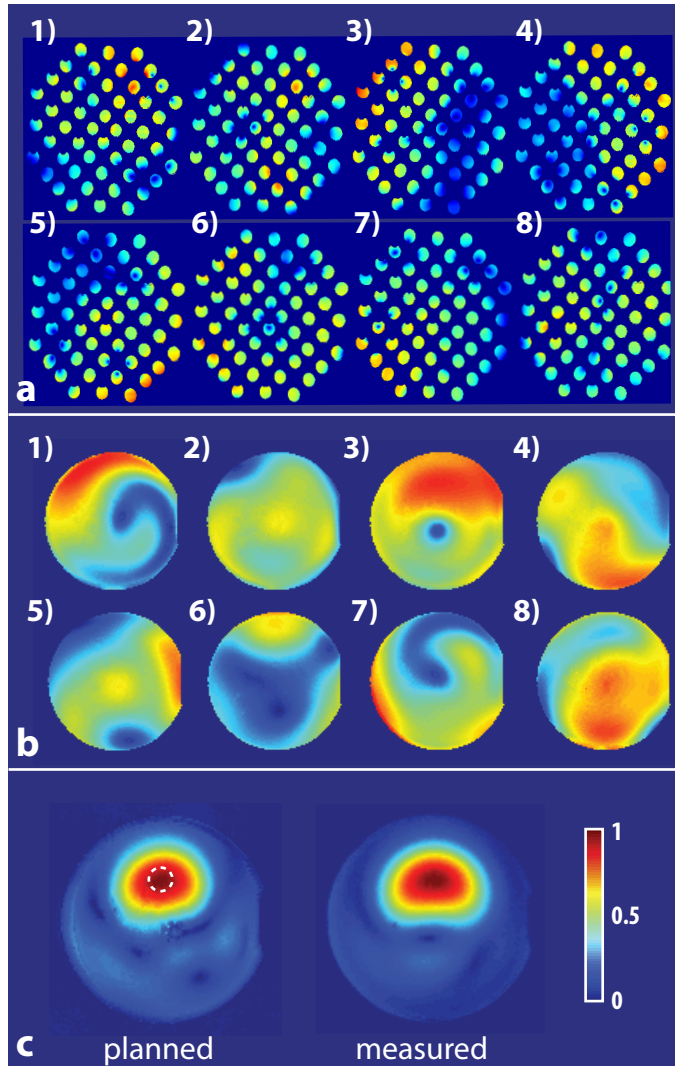 1) 2) 3) 4)
5) 6) 7) 8)
a
1) 2) 3) 4)
5) 6) 7) 8)
b
1
0.5
0
c planned measured